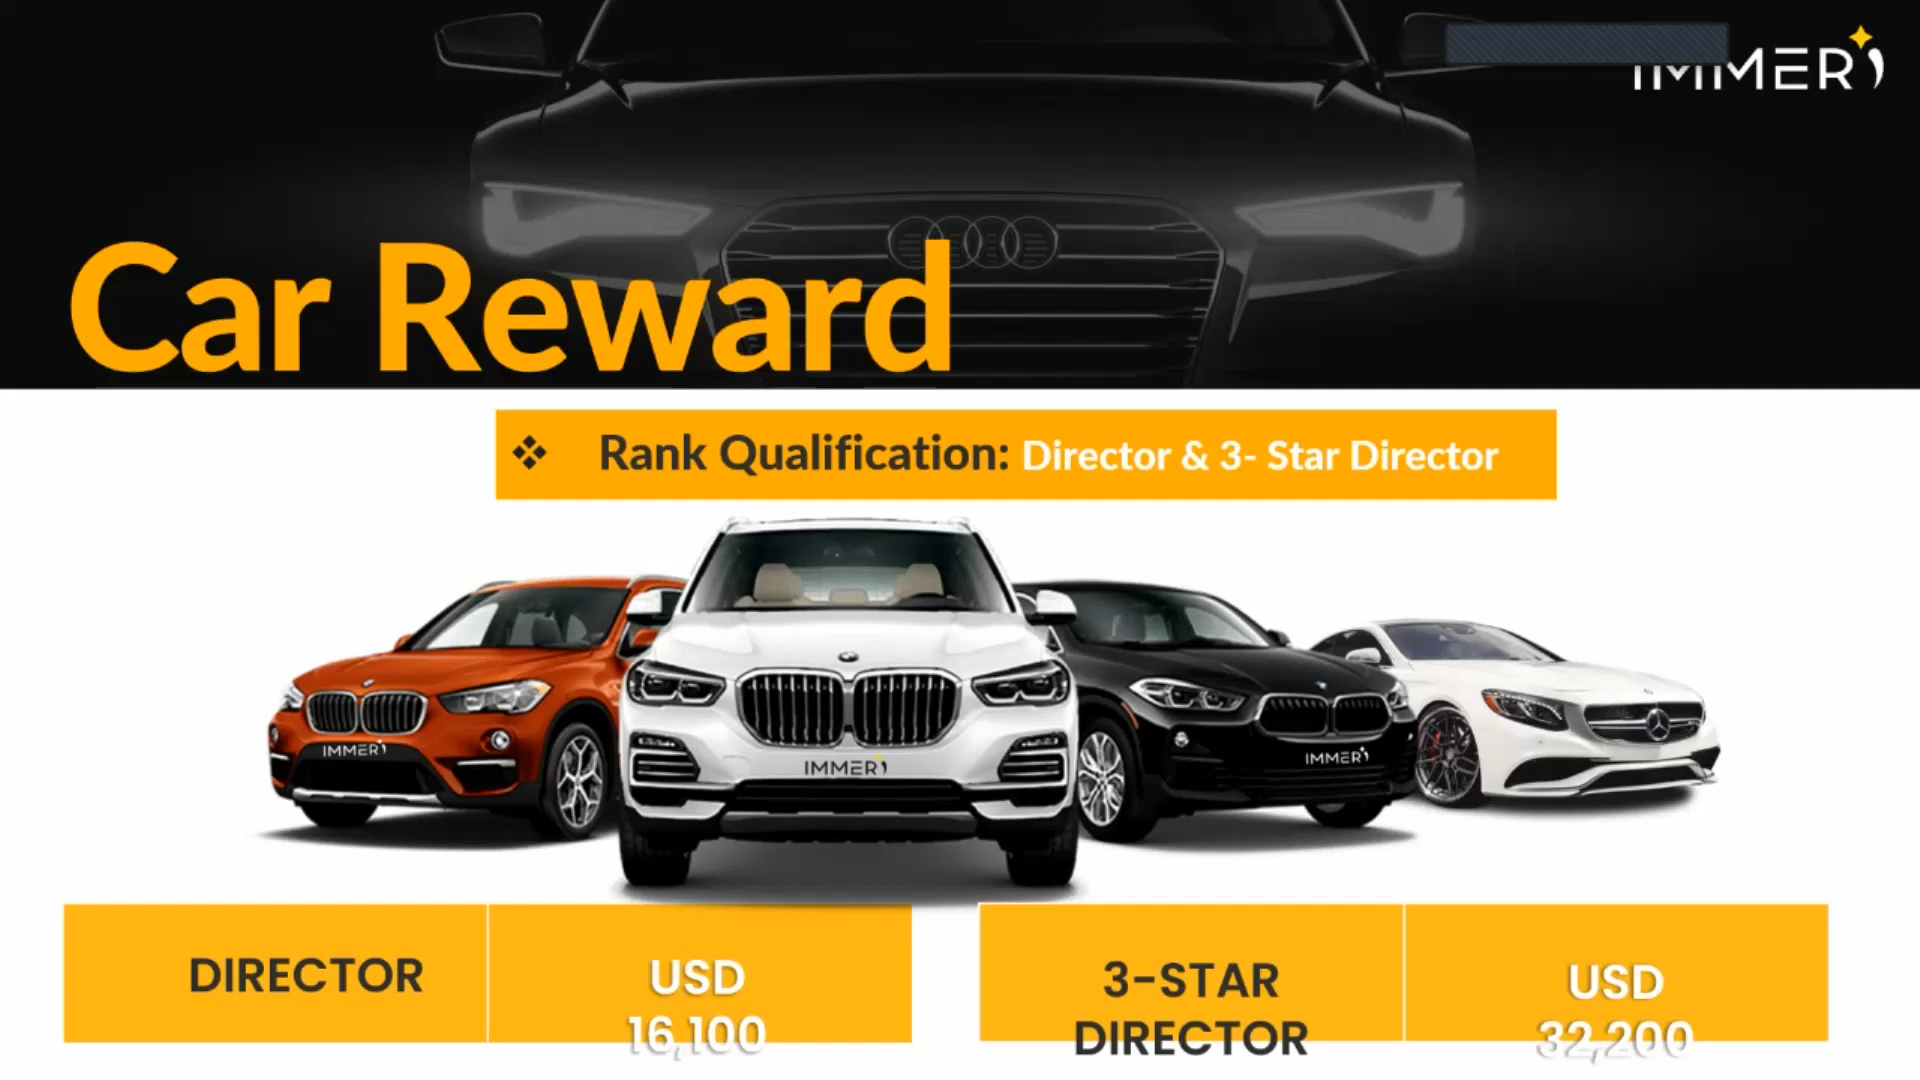 IMMER
Car Reward
❖ Rank Qualification: Director & 3- Star Director
IMMER
IMMER
IMMER
DIRECTOR
USD
16,100
3-STAR
DIRECTOR
USD
32,200